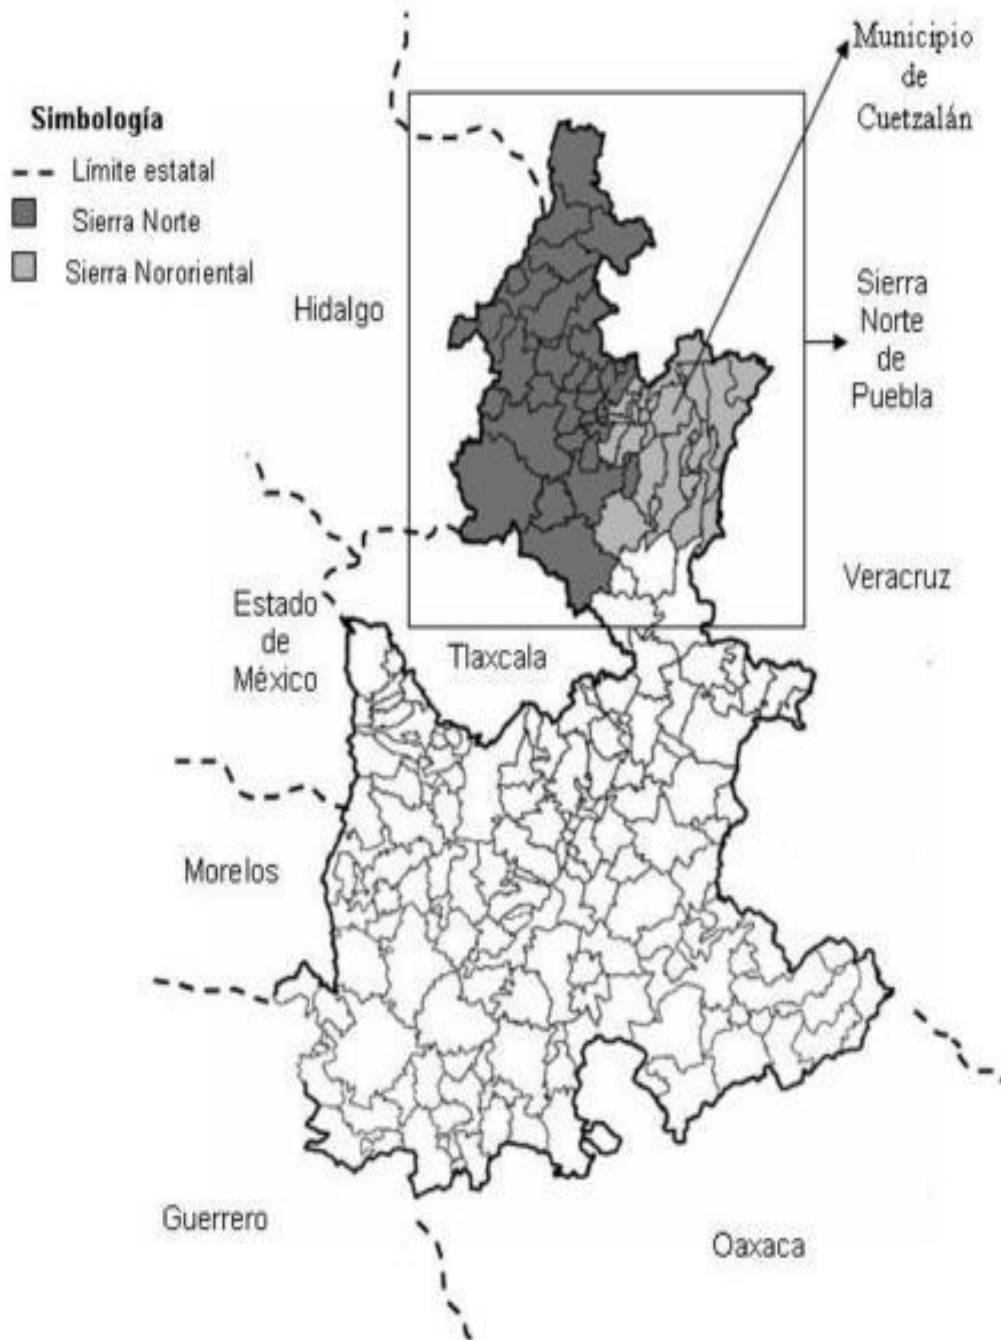 Municipio
de
Cuetzalán
Simbología
Límite estatal
Sierra Norte
Sierra Nororiental
Hidalgo
Sierra
Norte
de
Puebla
Veracruz
Estado
de
México
Tlaxcala
Morelos
Guerrero
Oaxaca